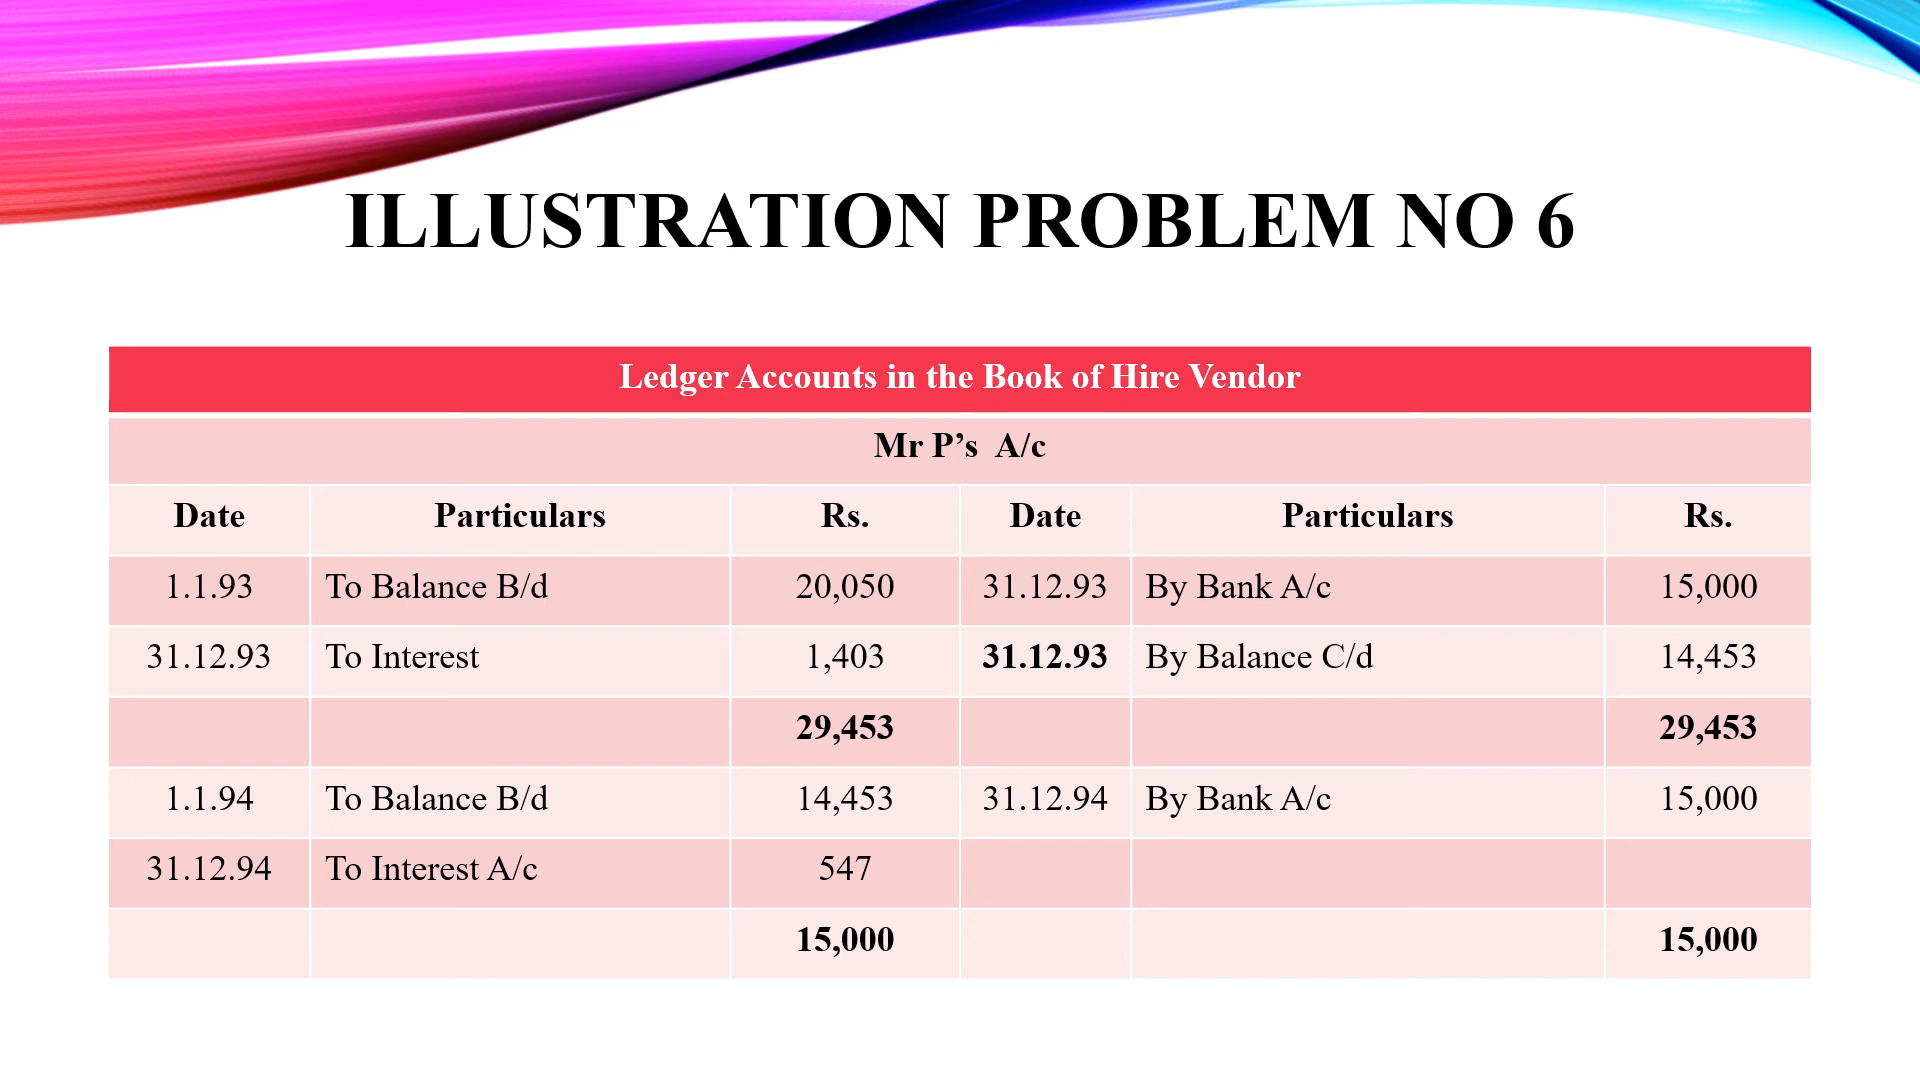 ILLUSTRATION PROBLEM NO 6
Ledger Accounts in the Book of Hire Vendor
Mr P’s A/c
Date Particulars Rs. Date Particulars Rs.
1.1.93 To Balance B/d 20,050 31.12.93 By Bank A/c 15,000
31.12.93 To Interest 1,403 31.12.93 By Balance C/d 14,453
29,453 29,453
1.1.94 To Balance B/d 14,453 31.12.94 By Bank A/c 15,000
31.12.94 To Interest A/c 547
15,000 15,000